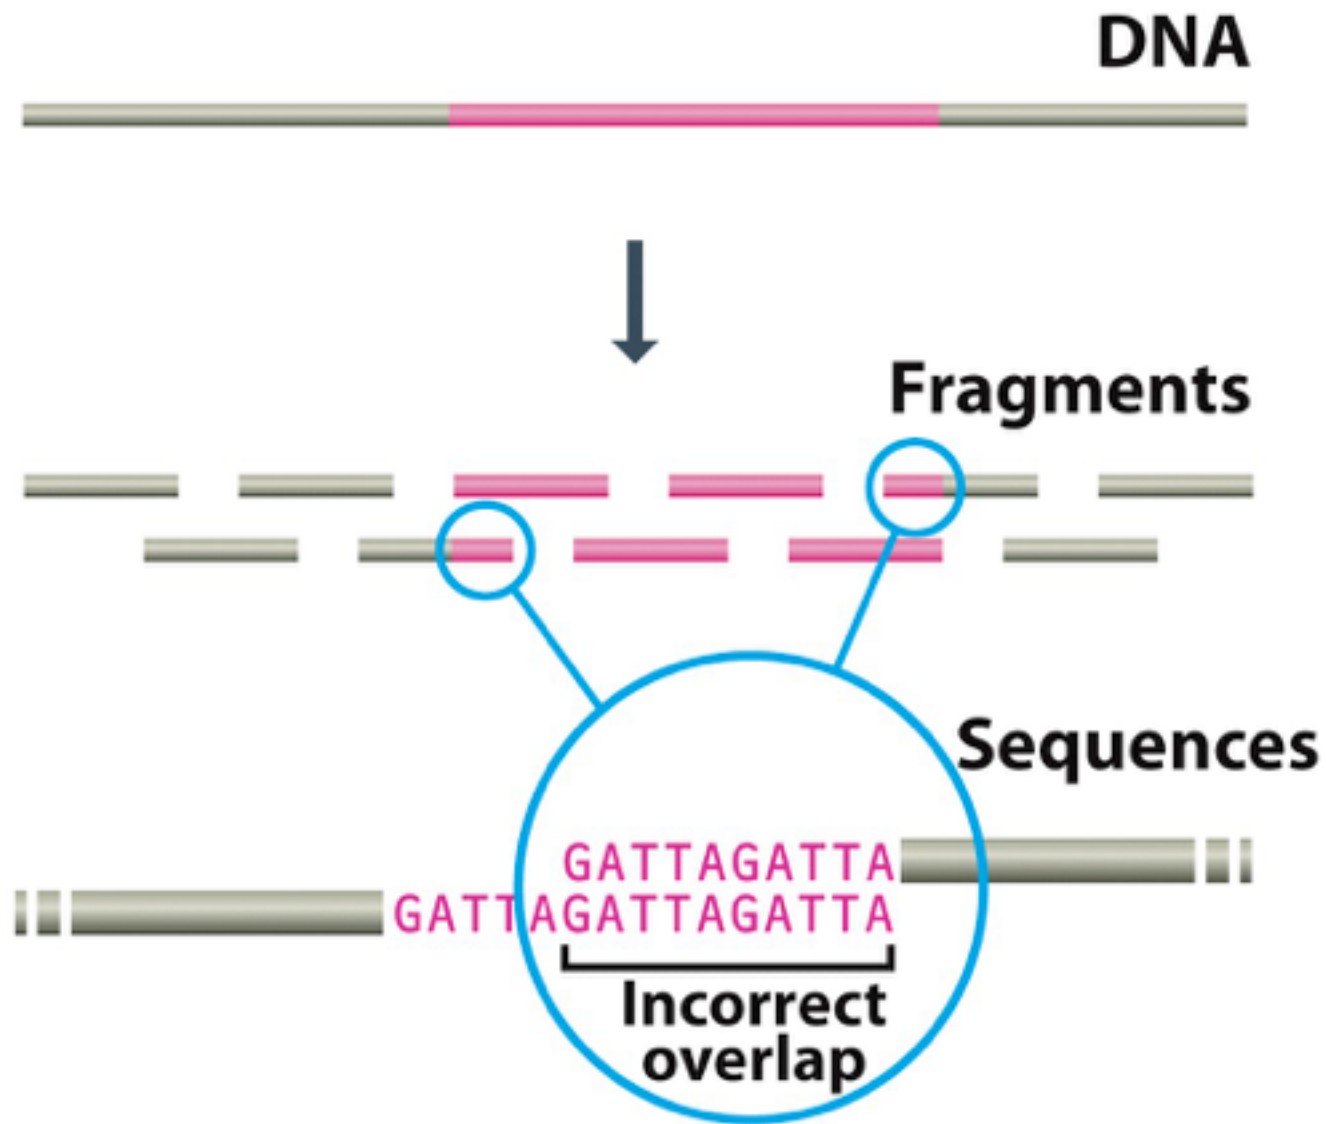 DNA
Fragments
Sequences
GATTAGATTA
GATTAGATTAGATTA
Incorrect
overlap